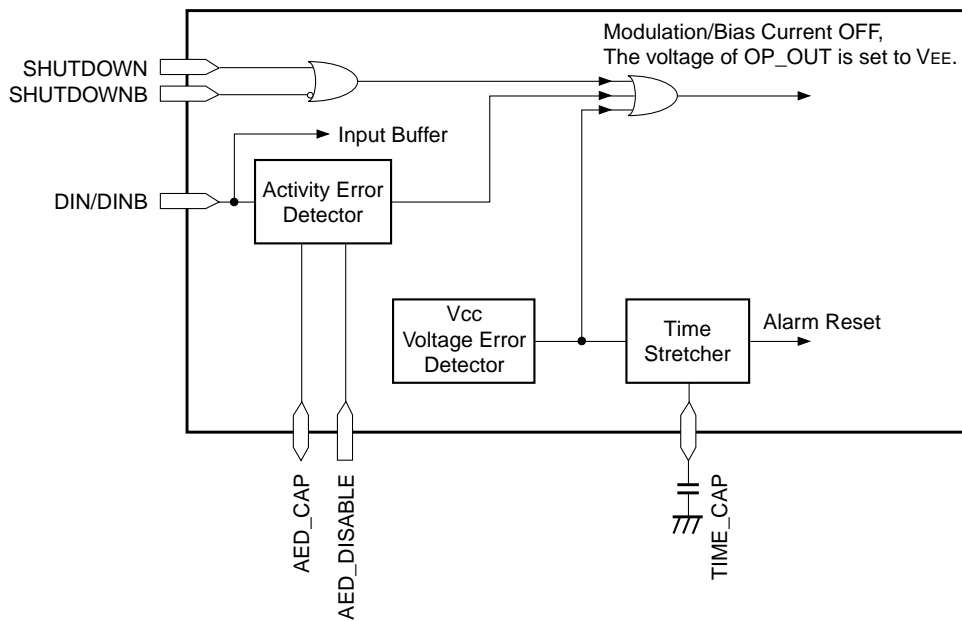 Modulation/Bias Current OFF,
The voltage of OP_OUT is set to VEE.
SHUTDOWN
SHUTDOWNB
Input Buffer
DIN/DINB
Activity Error
Detector
Vcc
Voltage Error
Detector
Time
Stretcher
Alarm Reset
AED_CAP
AED_DISABLE
TIME_CAP